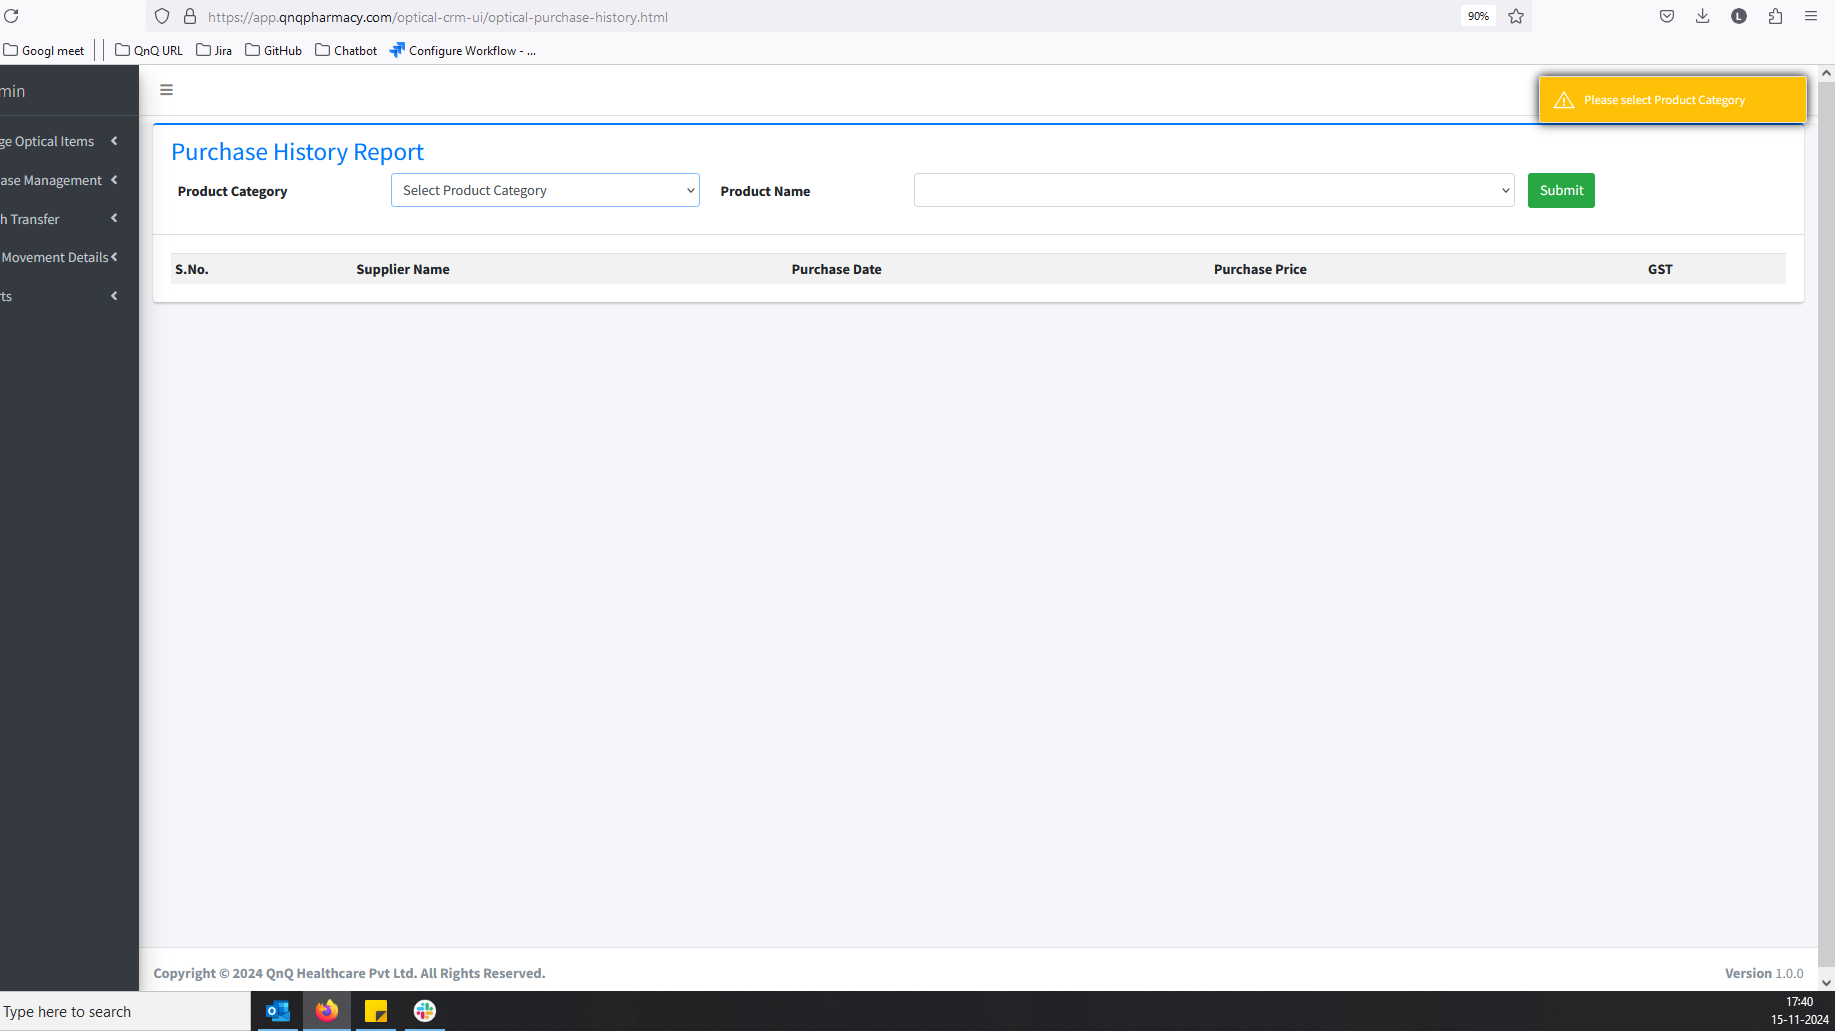 https://app.qnqpharmacy.com/optical-crm-ui/optical-purchase-history.html
90%
L
Googl meet
QnQ URL
Jira
GitHub
Chatbot
Configure Workflow - ...
min
Please select Product Category
ge Optical Items
ase Management
h Transfer
Movement Details
ts
Purchase History Report
Product Category
Select Product Category
Product Name
Submit
S.No.
Supplier Name
Purchase Date
Purchase Price
GST
Copyright © 2024 QnQ Healthcare Pvt Ltd. All Rights Reserved.
Version 1.0.0
Type here to search
17:40
15-11-2024